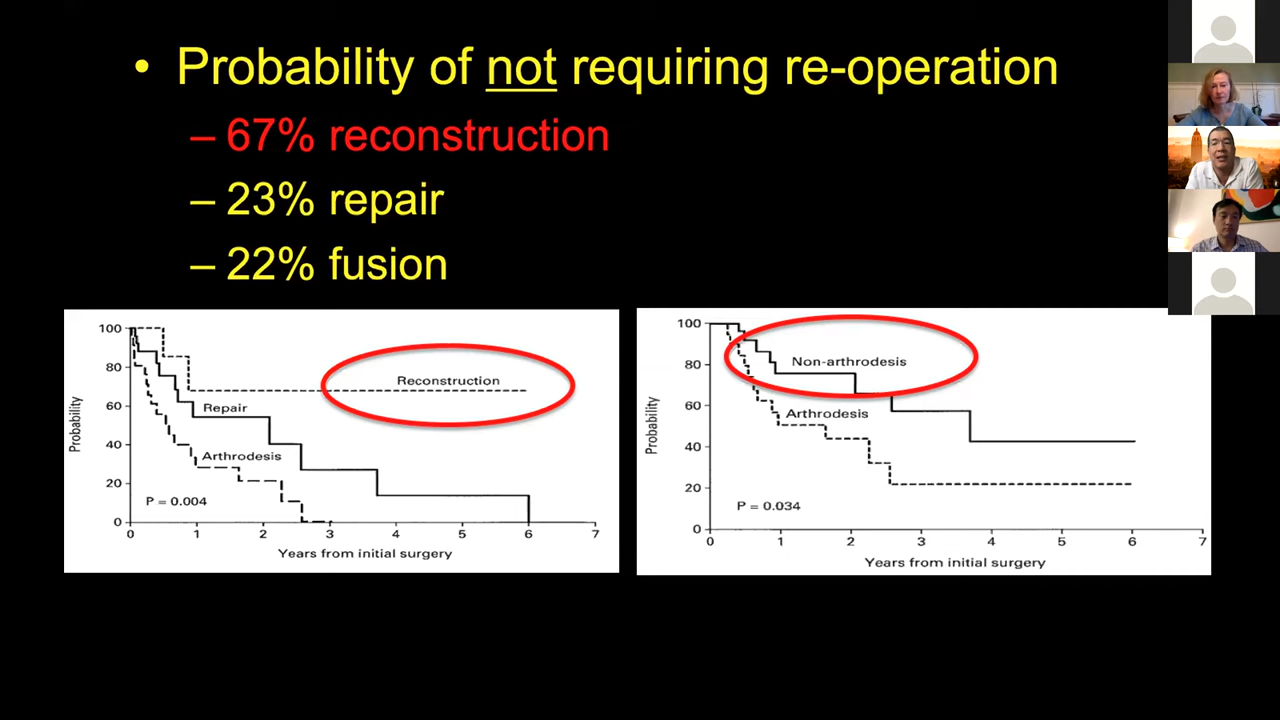 • Probability of not requiring re-operation
– 67% reconstruction
– 23% repair
– 22% fusion
100
80
60
40
20
0
Probability
Reconstruction
Repair
Arthrodesis
P = 0.004
0 1 2 3 4 5 6 7
Years from initial surgery
100
80
60
40
20
0
Probability
Non-arthrodesis
Arthrodesis
P = 0.034
0 1 2 3 4 5 6 7
Years from initial surgery